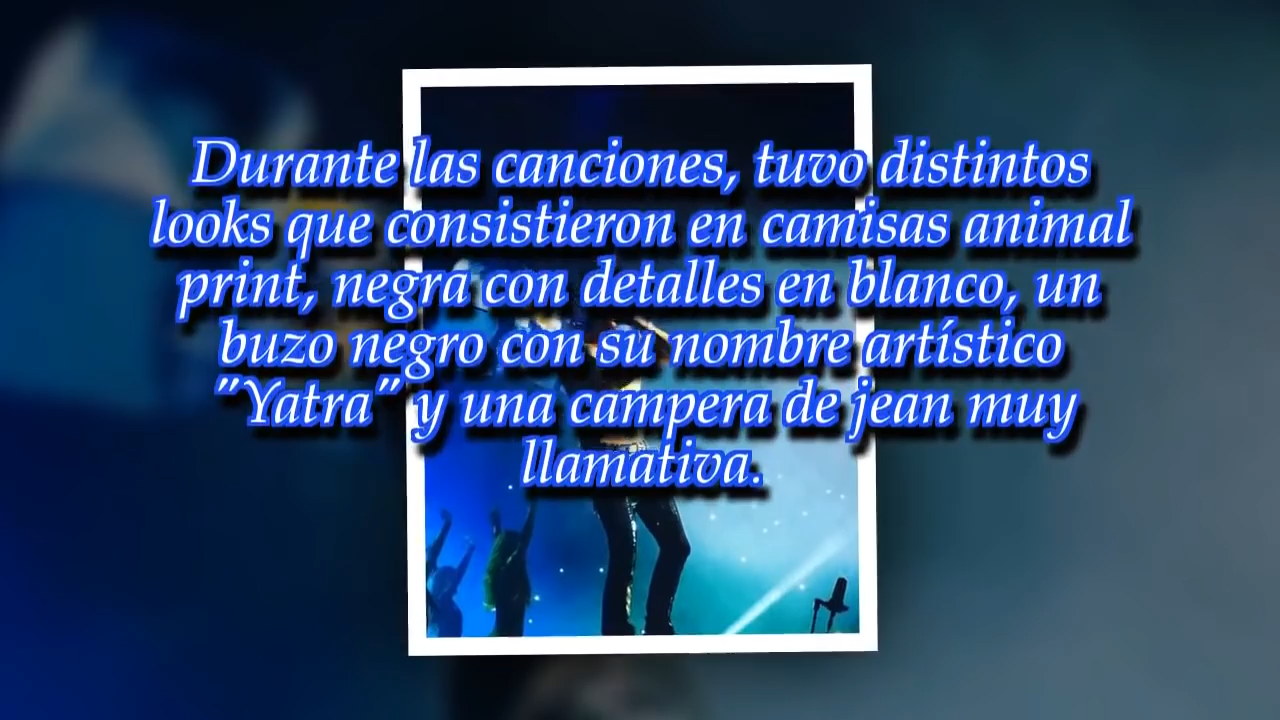 Durante las canciones, tuvo distintos
looks que consistieron en camisas animal
print, negra con detalles en blanco, un
buzo negro con su nombre artístico
"Yatra" y una campera de jean muy
llamativa.